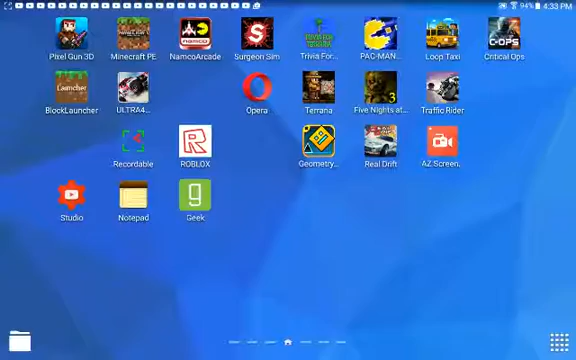 94% 4:33 PM
Pixel Gun 3D Minecraft PE NamcoArcade Surgeon Sim Trivia For... PAC-MAN... Loop Taxi Critical Ops
BlockLauncher ULTRA4... Opera Terraria Five Nights at... Traffic Rider
Recordable ROBLOX Geometry... Real Drift AZ Screen...
Studio Notepad Geek